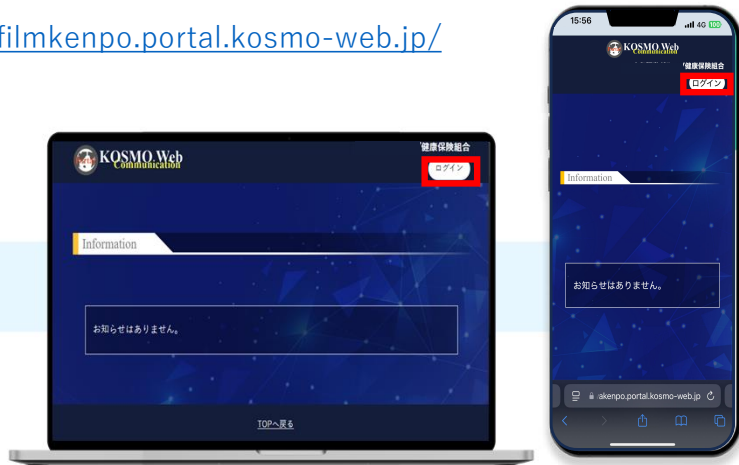 filmkenpo.portal.kosmo-web.jp/
KOSMO Web
Communication
健康保険組合
ログイン
Information
お知らせはありません。
TOPへ戻る
15:56
4G 100
KOSMO Web
Communication
健康保険組合
ログイン
Information
お知らせはありません。
akenpo.portal.kosmo-web.jp